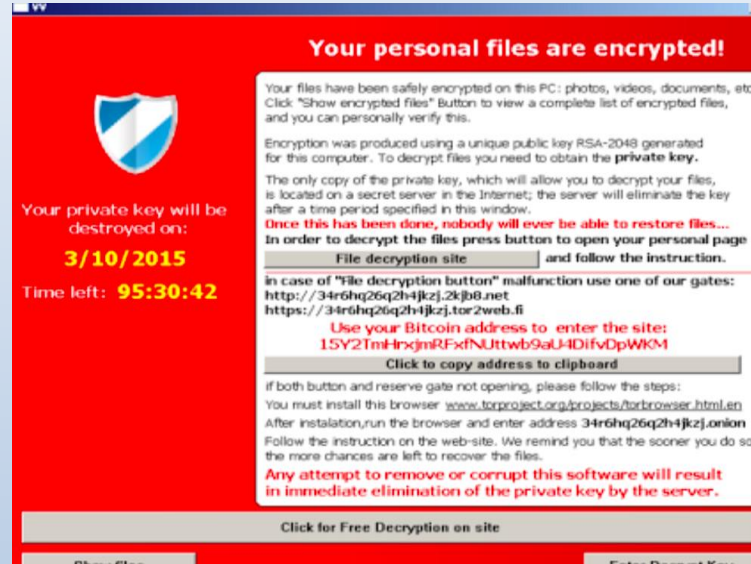 Your personal files are encrypted!
Your files have been safely encrypted on this PC: photos, videos, documents, etc
Click "Show encrypted files" Button to view a complete list of encrypted files,
and you can personally verify this.
Encryption was produced using a unique public key RSA-2048 generated
for this computer. To decrypt files you need to obtain the private key.
The only copy of the private key, which will allow you to decrypt your files,
is located on a secret server in the Internet; the server will eliminate the key
after a time period specified in this window.
Once this has been done, nobody will ever be able to restore files...
In order to decrypt the files press button to open your personal page
File decryption site and follow the instruction.
in case of "File decryption button" malfunction use one of our gates:
http://34r6hq26q2h4jkzj.2kjb8.net
https://34r6hq26q2h4jkzj.tor2web.fi
Use your Bitcoin address to enter the site:
15Y2TmHrxjmRFxfNUttwb9aU4DifvDpWKM
Click to copy address to clipboard
if both button and reserve gate not opening, please follow the steps:
You must install this browser www.torproject.org/projects/torbrowser.html.en
After instalation,run the browser and enter address 34r6hq26q2h4jkzj.onion
Follow the instruction on the web-site. We remind you that the sooner you do so
the more chances are left to recover the files.
Any attempt to remove or corrupt this software will result
in immediate elimination of the private key by the server.
Your private key will be
destroyed on:
3/10/2015
Time left: 95:30:42
Click for Free Decryption on site
Show files
Enter Decrypt Key